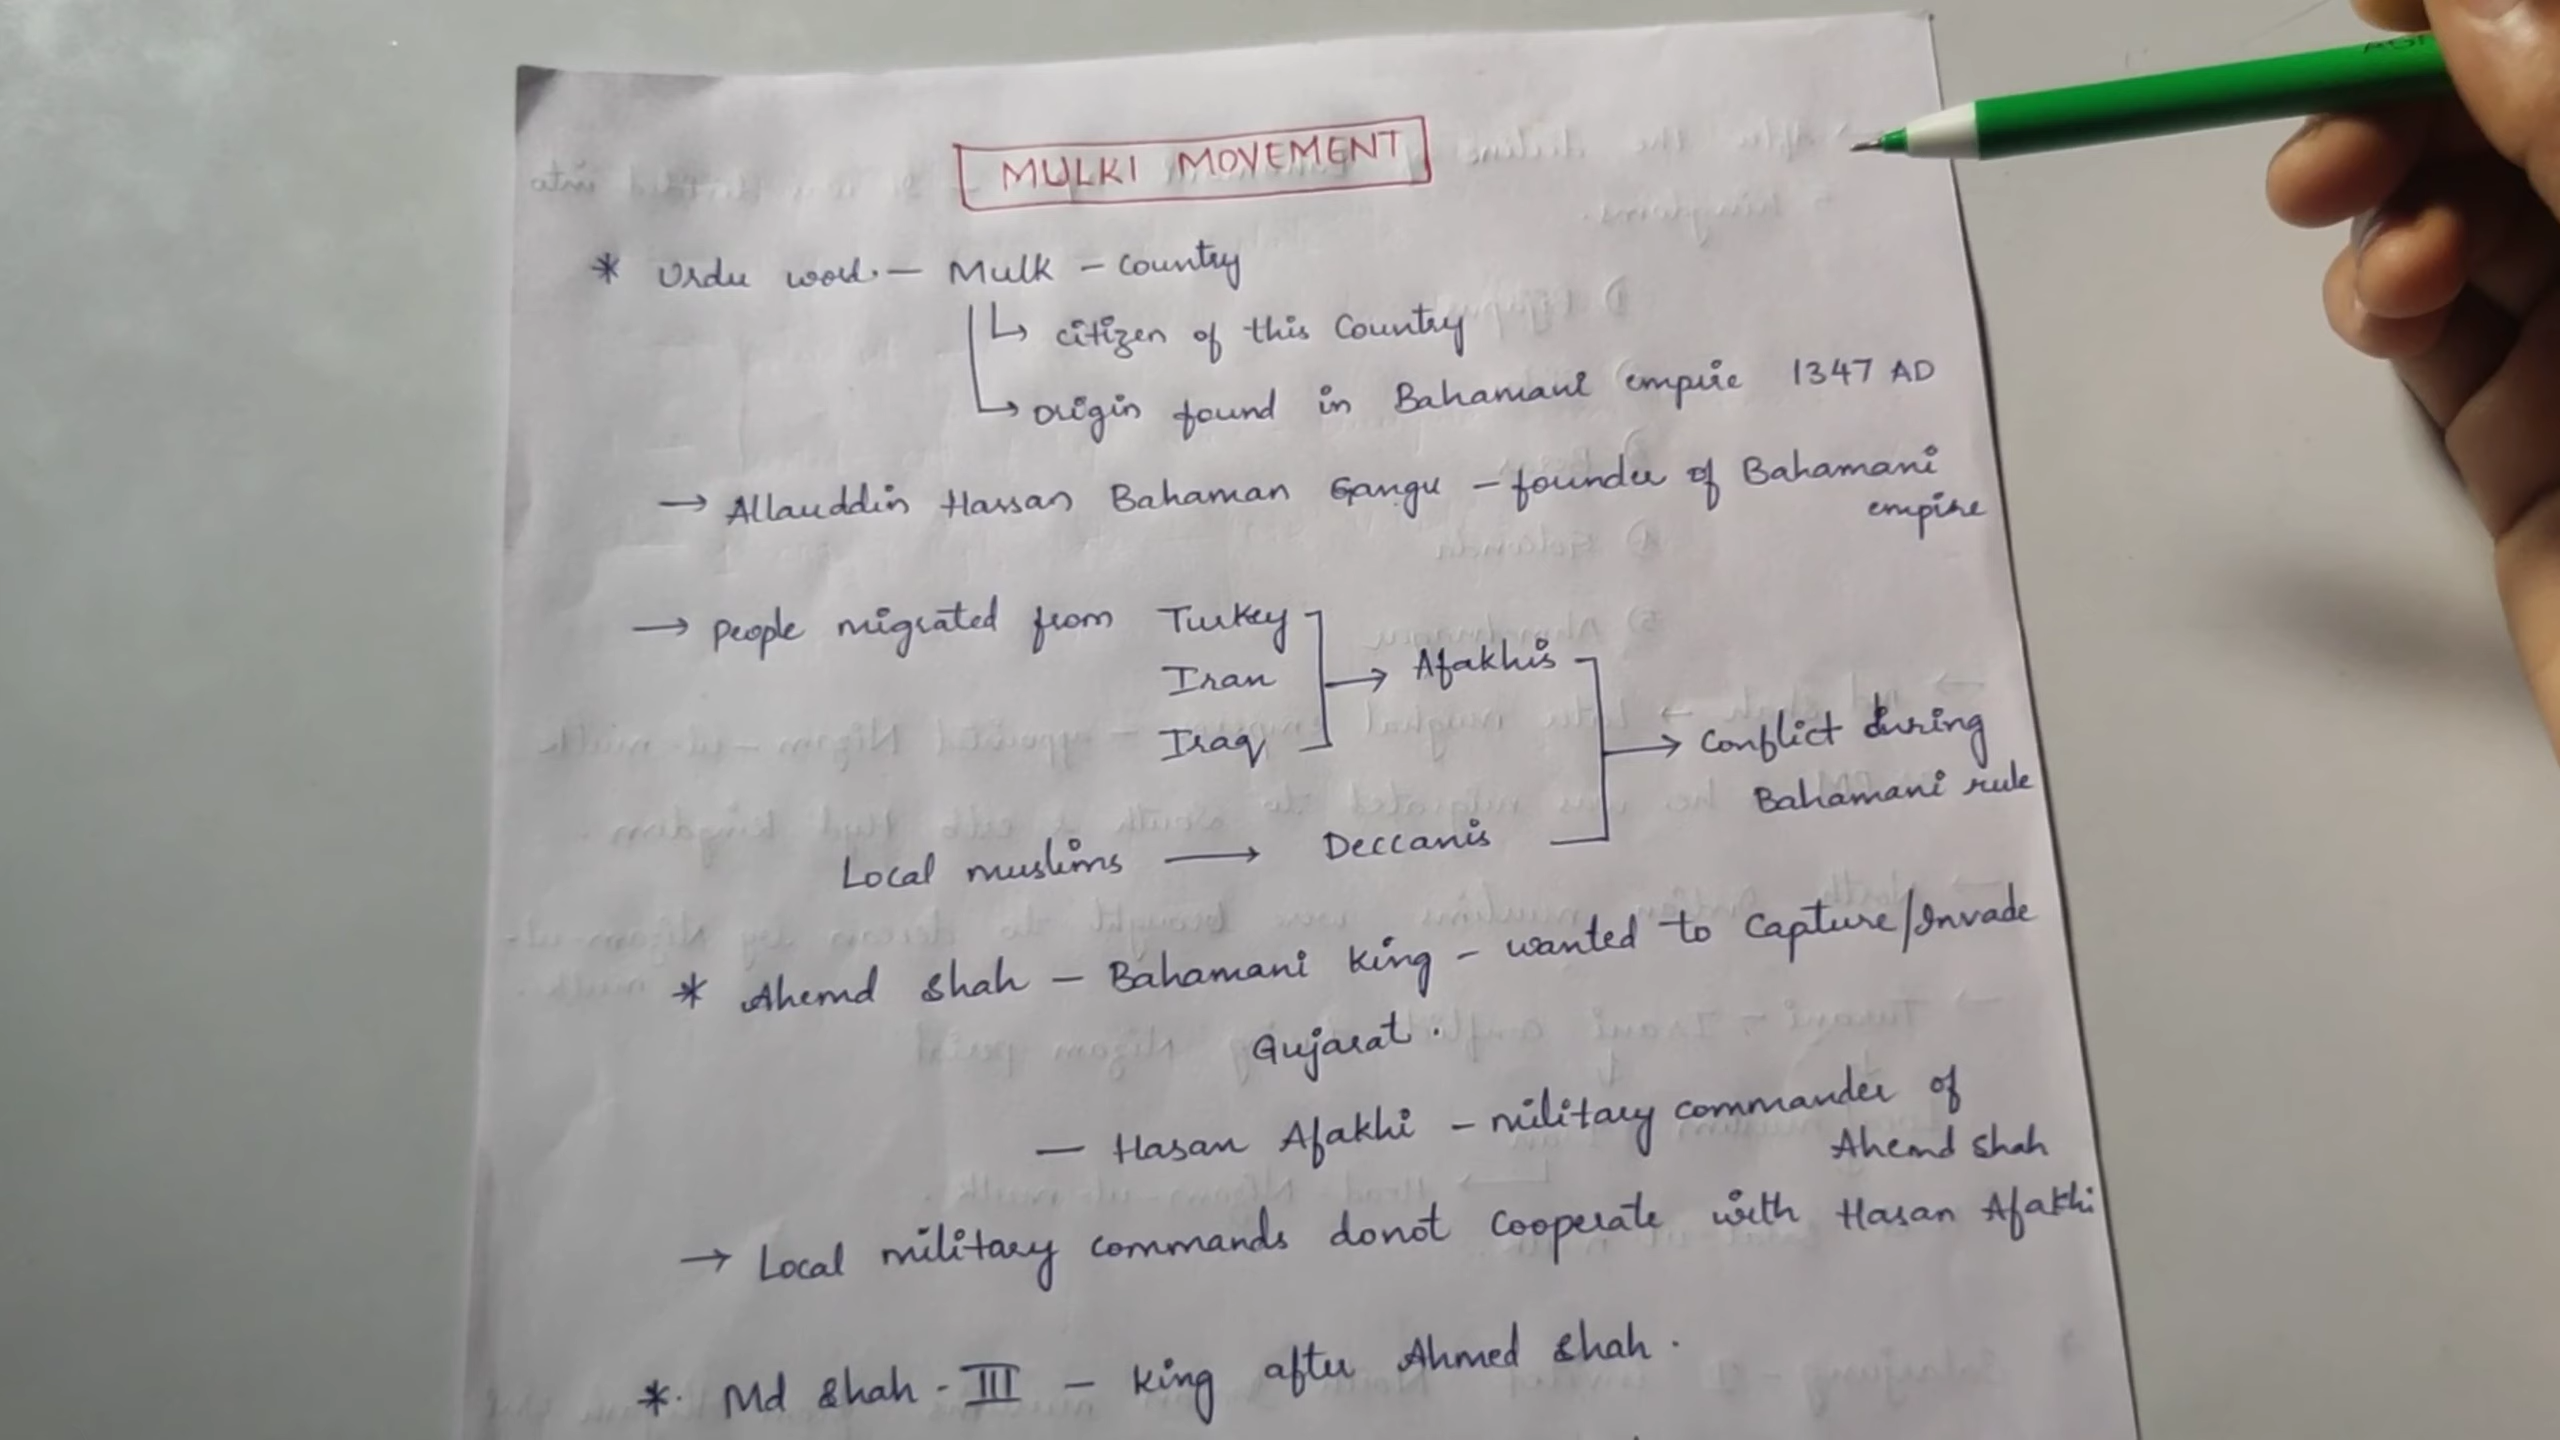 MULKI MOVEMENT
* Urdu word. — Mulk – Country
↳ citizen of this Country
↳ Origin found in Bahamani empire 1347 AD
→ Allauddin Hassan Bahaman Gangu – founder of Bahamani
empire
→ People migrated from Turkey
Iran → Afakhis
Iraq
→ Conflict during
Bahamani rule
Local muslims → Deccanis
* Ahemd Shah – Bahamani King – wanted to Capture/Invade
Gujarat.
— Hasan Afakhi – military commander of
Ahemd Shah
→ Local military commands donot Cooperate with Hasan Afakhi
*. Md Shah - III – King after Ahmed Shah.